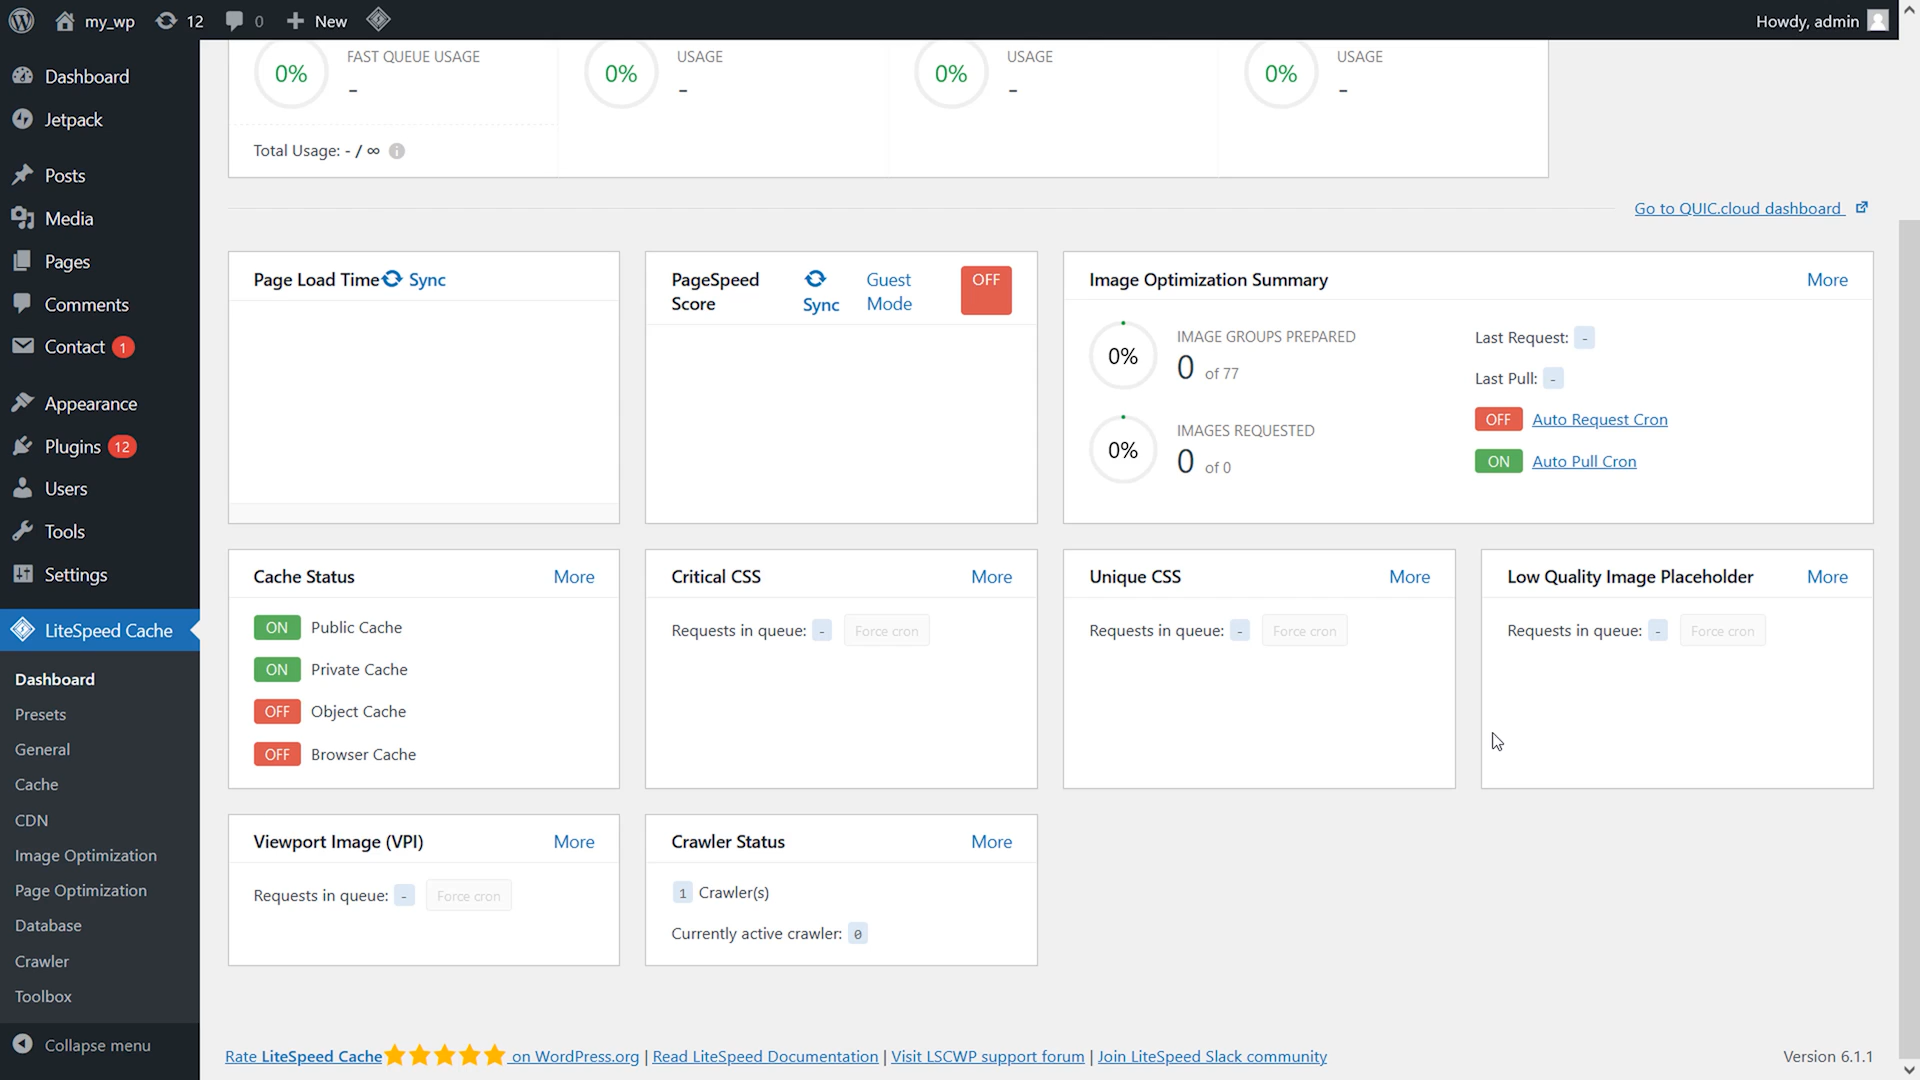 my_wp 12 0 New Howdy, admin
Dashboard
Jetpack
Posts
Media
Pages
Comments
Contact 1
Appearance
Plugins 12
Users
Tools
Settings
LiteSpeed Cache
Dashboard
Presets
General
Cache
CDN
Image Optimization
Page Optimization
Database
Crawler
Toolbox
Collapse menu
0% FAST QUEUE USAGE
-
Total Usage: - / ∞
0% USAGE
-
0% USAGE
-
0% USAGE
-
Go to QUIC.cloud dashboard
Page Load Time Sync
PageSpeed Score Sync Guest Mode OFF
Image Optimization Summary More
0% IMAGE GROUPS PREPARED
0 of 77
0% IMAGES REQUESTED
0 of 0
Last Request: -
Last Pull: -
OFF Auto Request Cron
ON Auto Pull Cron
Cache Status More
ON Public Cache
ON Private Cache
OFF Object Cache
OFF Browser Cache
Critical CSS More
Requests in queue: - Force cron
Unique CSS More
Requests in queue: - Force cron
Low Quality Image Placeholder More
Requests in queue: - Force cron
Viewport Image (VPI) More
Requests in queue: - Force cron
Crawler Status More
1 Crawler(s)
Currently active crawler: 0
Rate LiteSpeed Cache on WordPress.org | Read LiteSpeed Documentation | Visit LSCWP support forum | Join LiteSpeed Slack community Version 6.1.1